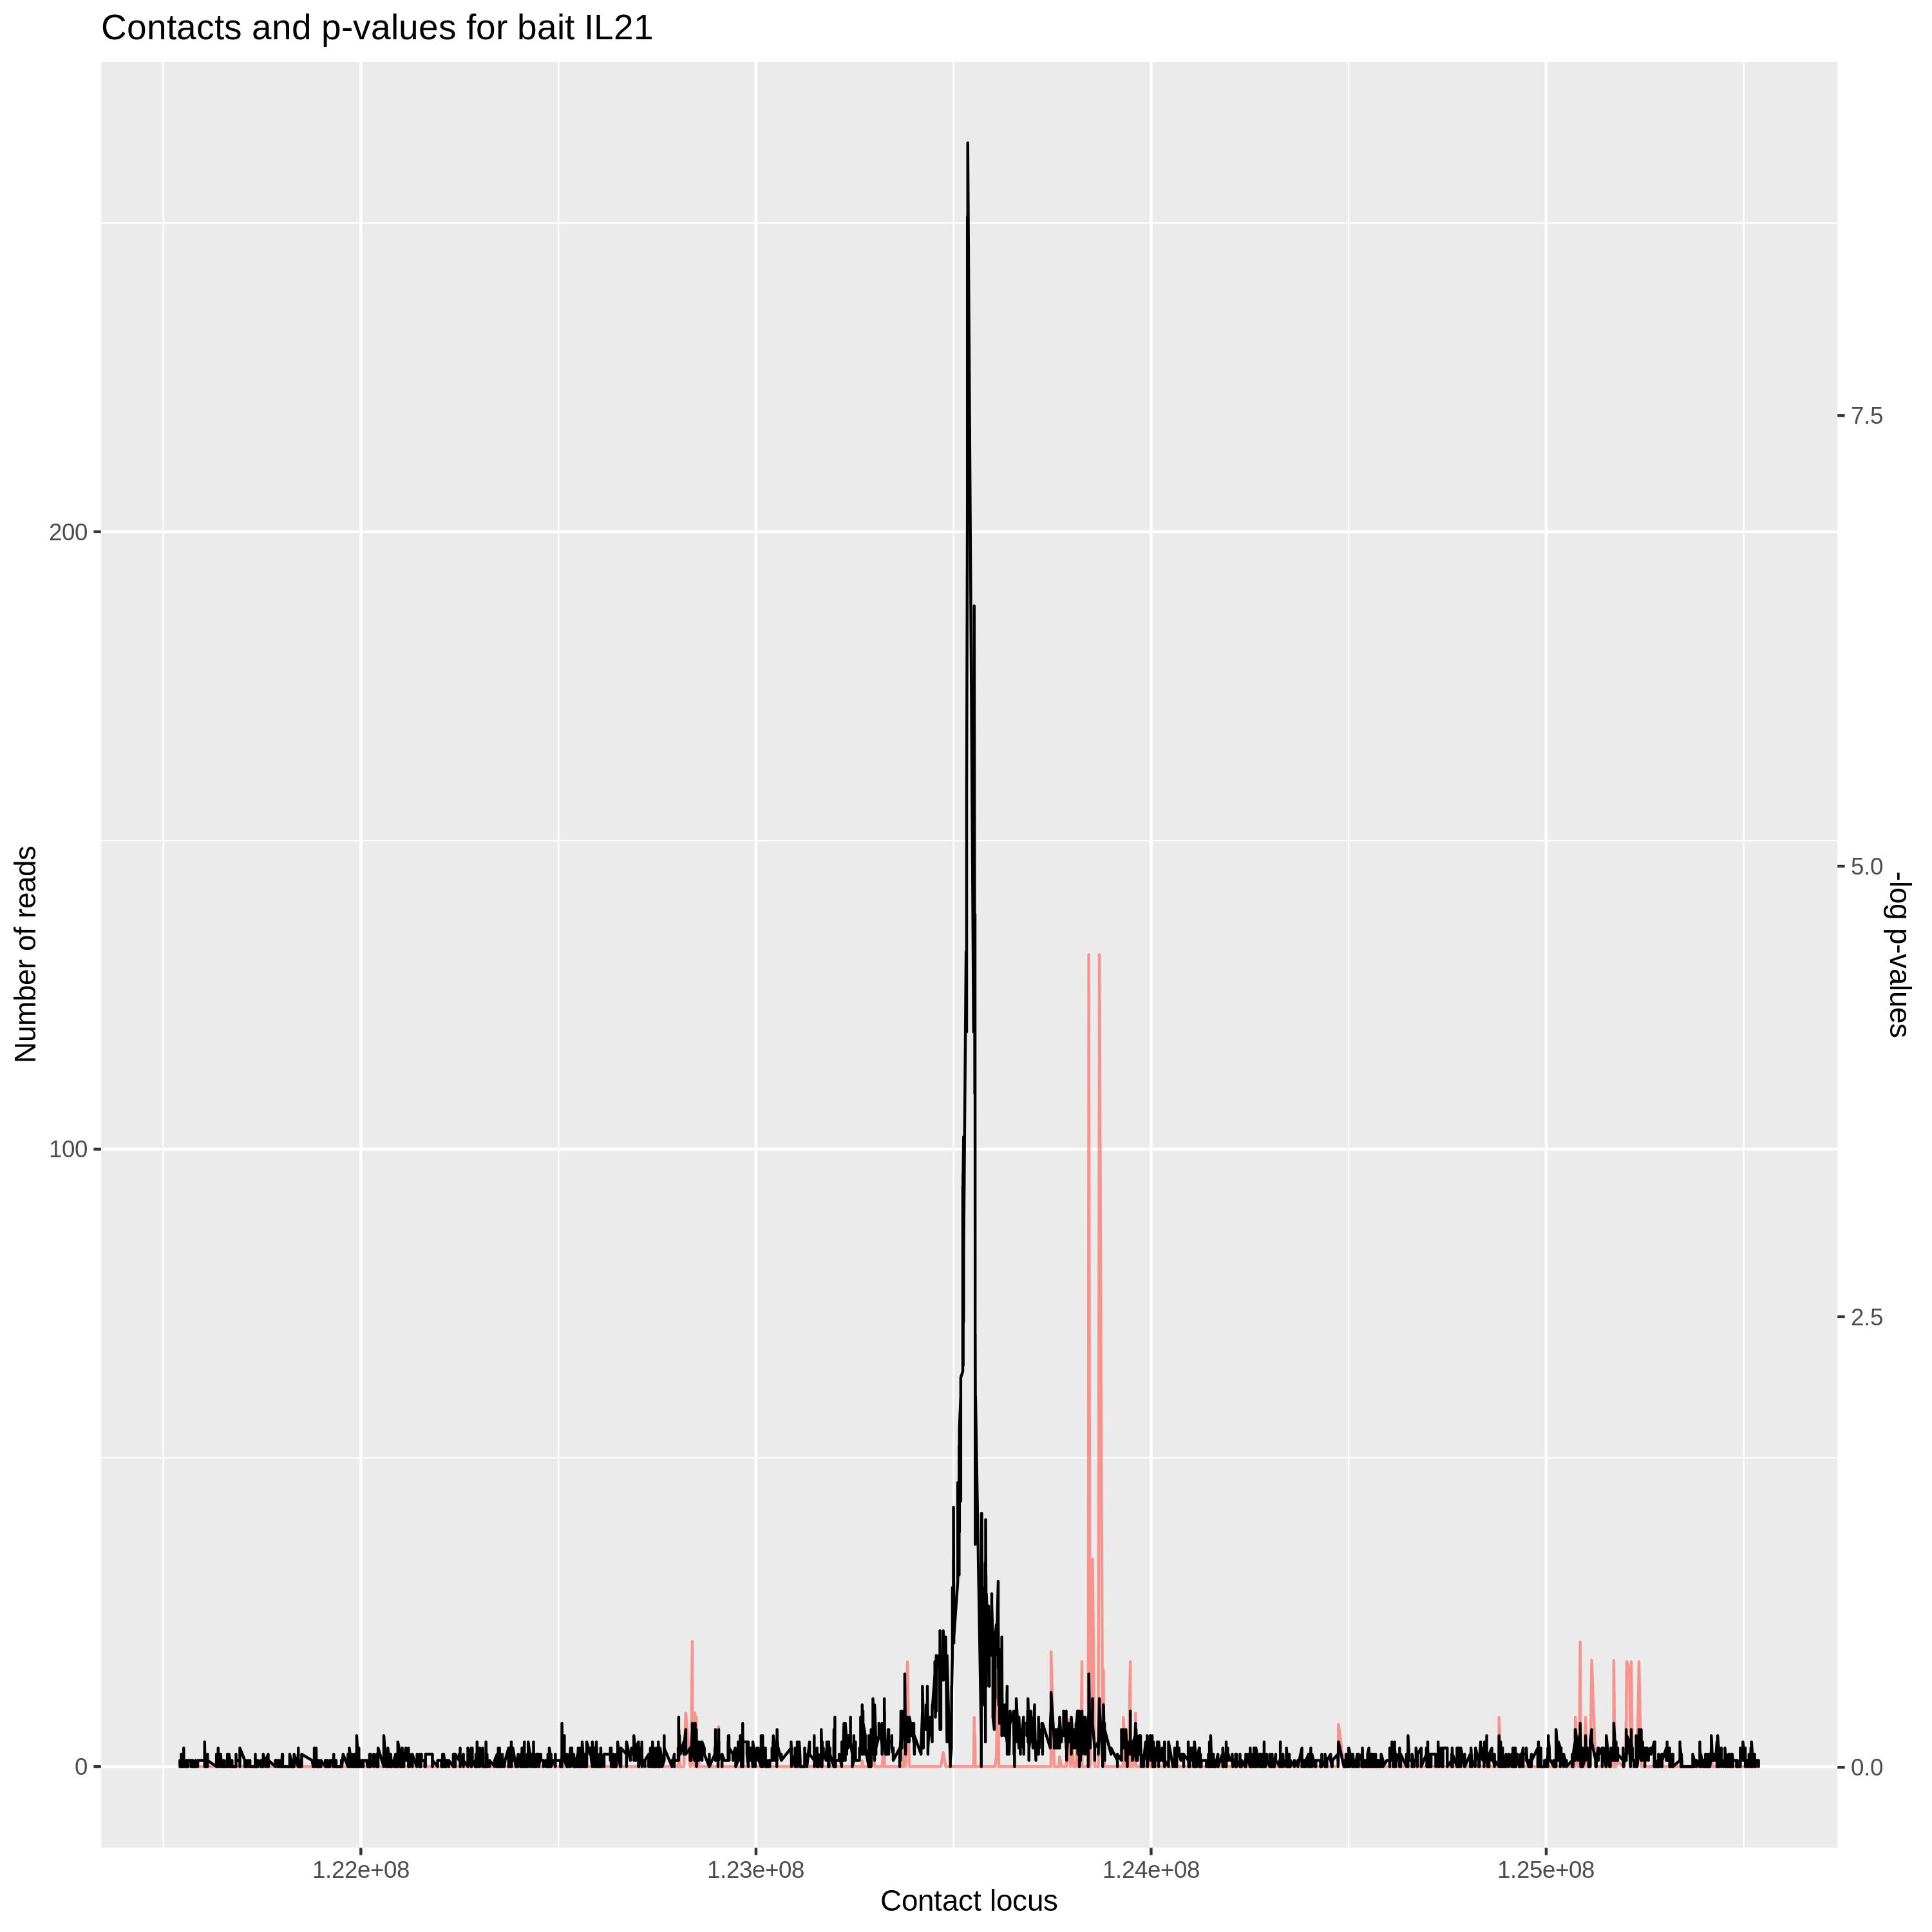 Contacts and p-values for bait IL21
Number of reads
200
100
0
7.5
5.0
2.5
0.0
-log p-values
1.22e+08
1.23e+08
1.24e+08
1.25e+08
Contact locus